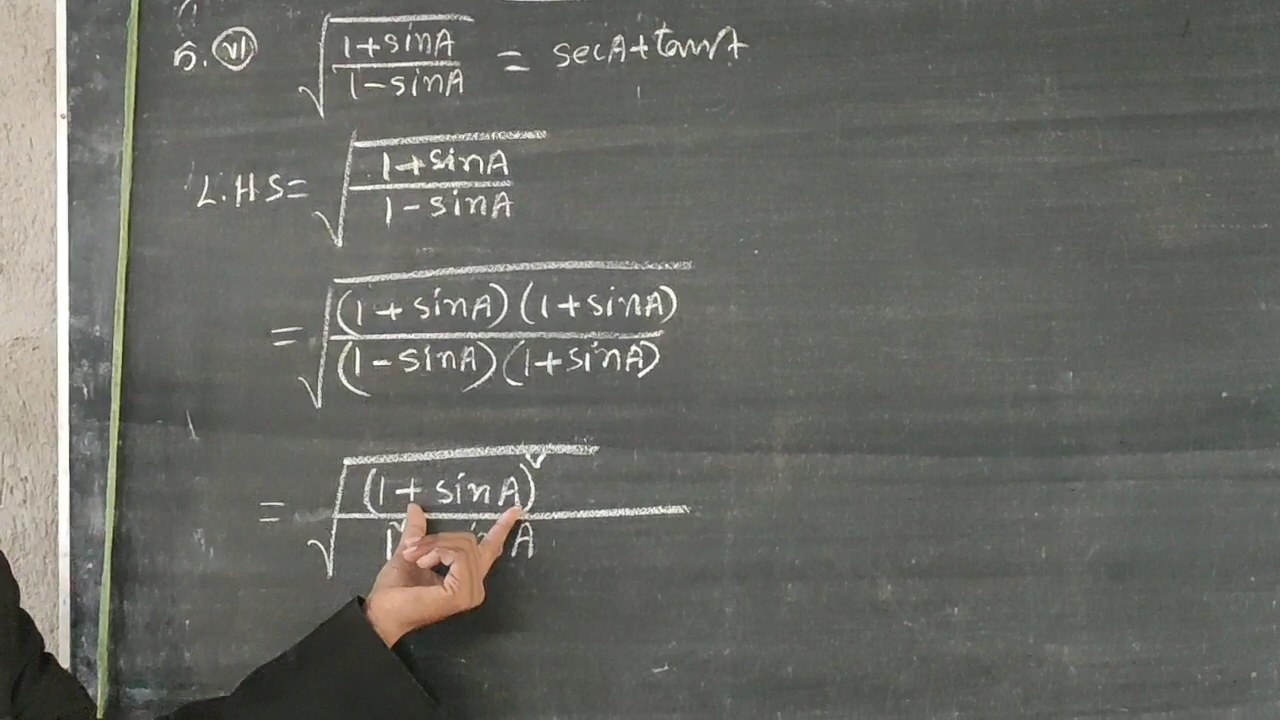 5. (vi) √((1+sinA)/(1-sinA)) = secA+tanA
L.H.S= √((1+sinA)/(1-sinA))
= √((1+sinA)(1+sinA)/(1-sinA)(1+sinA))
= √((1+sinA)²/